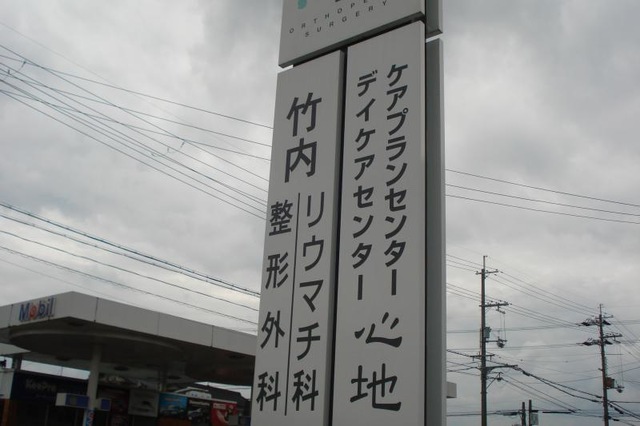 ORTHOPEDIC
SURGERY
ケアプランセンター
デイケアセンター
心地
竹内
リウマチ科
整形外科
Mobil